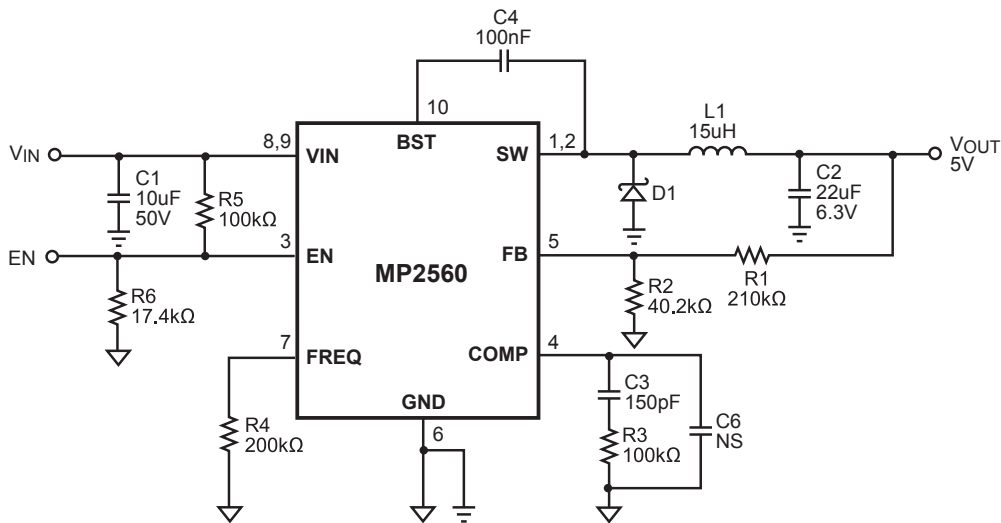 C4
100nF
10
BST
8,9
VIN
SW
1,2
L1
15uH
VIN
VOUT
5V
C1
10uF
50V
R5
100kΩ
D1
C2
22uF
6.3V
EN
3
EN
MP2560
FB
5
R1
210kΩ
R2
40.2kΩ
R6
17.4kΩ
7
FREQ
COMP
4
GND
6
R4
200kΩ
C3
150pF
R3
100kΩ
C6
NS